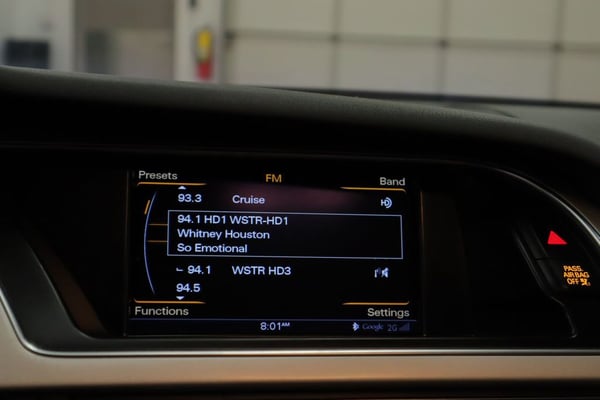 Presets
FM
Band
93.3 Cruise
94.1 HD1 WSTR-HD1
Whitney Houston
So Emotional
94.1 WSTR HD3
94.5
Functions
Settings
8:01AM
Google 2G
PASS.
AIR BAG
OFF